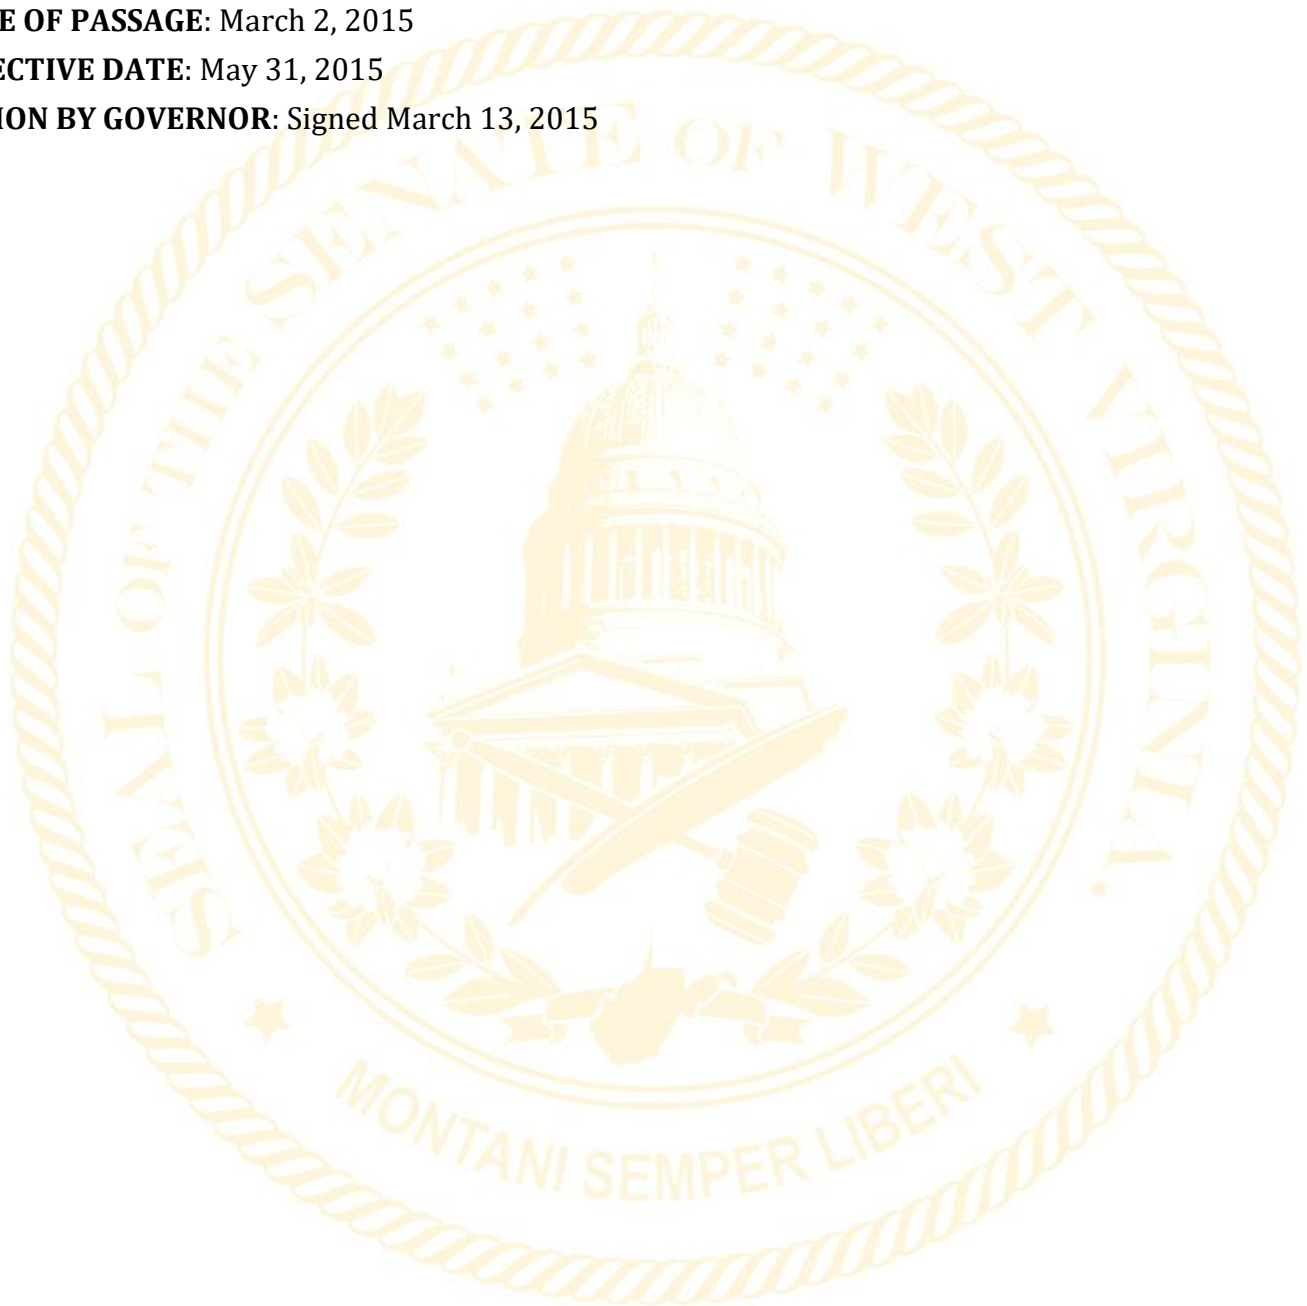 E OF PASSAGE: March 2, 2015
ECTIVE DATE: May 31, 2015
ION BY GOVERNOR: Signed March 13, 2015
SEAL OF THE SENATE OF WEST VIRGINIA
MONTANI SEMPER LIBERI